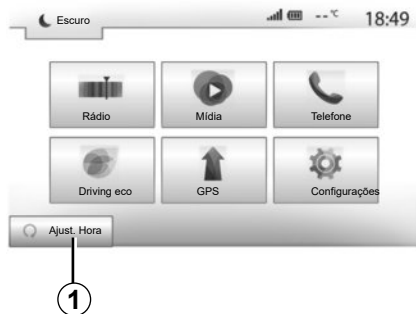 Escuro
--°C
18:49
Rádio
Mídia
Telefone
Driving eco
GPS
Configurações
Ajust. Hora
1